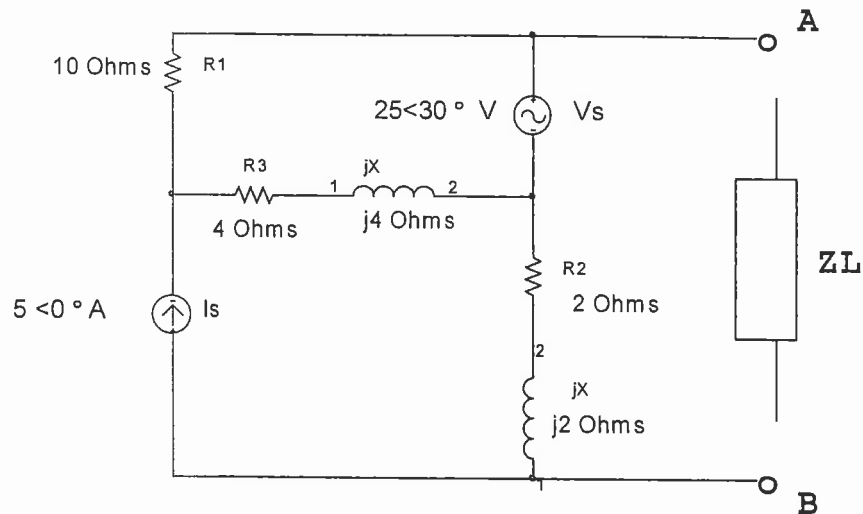 A
10 Ohms
R1
25<30 ° V
Vs
R3
1
jX
2
4 Ohms
j4 Ohms
R2
2 Ohms
ZL
5 <0 ° A
Is
2
jX
j2 Ohms
1
B